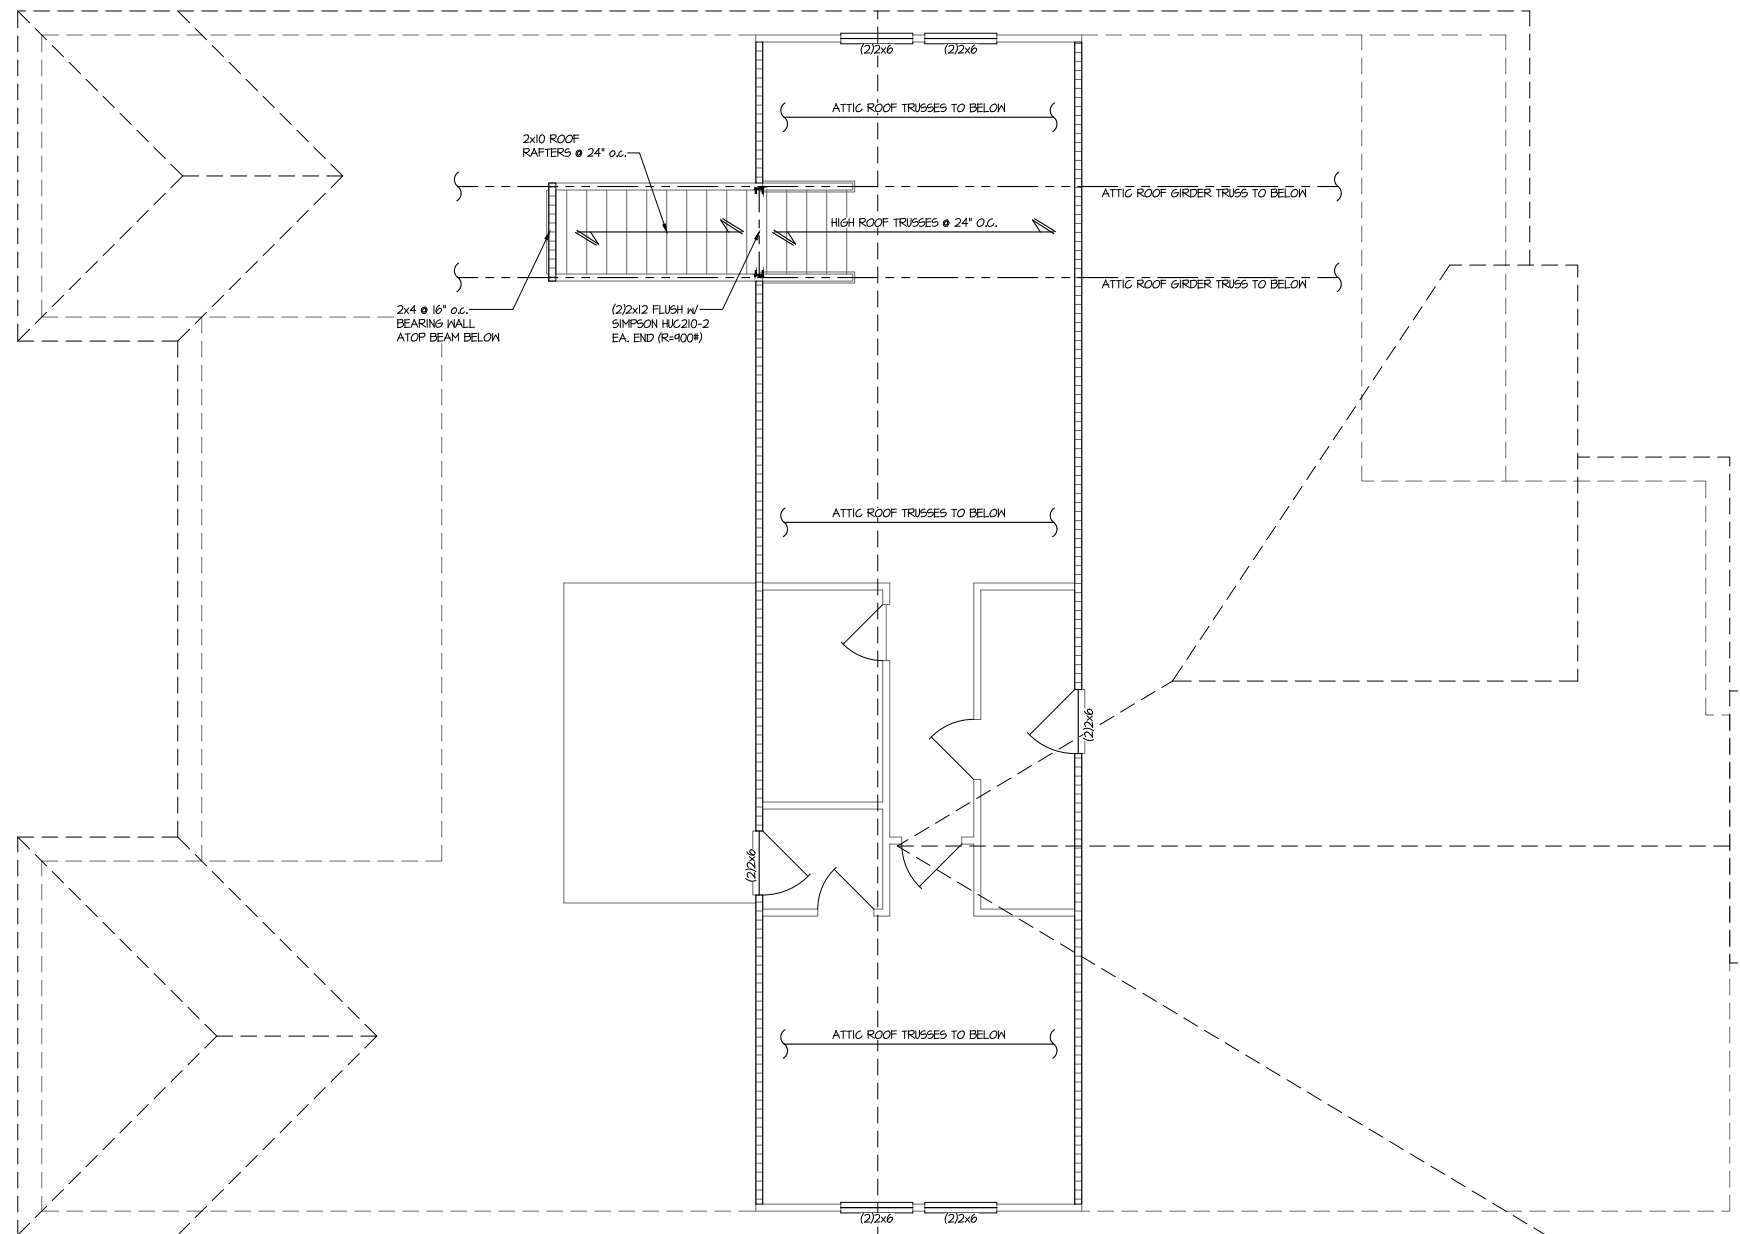 (2)2x6
(2)2x6
ATTIC ROOF TRUSSES TO BELOW
2x10 ROOF
RAFTERS @ 24" o.c.
ATTIC ROOF GIRDER TRUSS TO BELOW
HIGH ROOF TRUSSES @ 24" O.C.
ATTIC ROOF GIRDER TRUSS TO BELOW
2x4 @ 16" o.c.
BEARING WALL
ATOP BEAM BELOW
(2)2x12 FLUSH w/
SIMPSON HUC210-2
EA. END (R=900#)
ATTIC ROOF TRUSSES TO BELOW
(2)2x6
(2)2x6
ATTIC ROOF TRUSSES TO BELOW
(2)2x6
(2)2x6